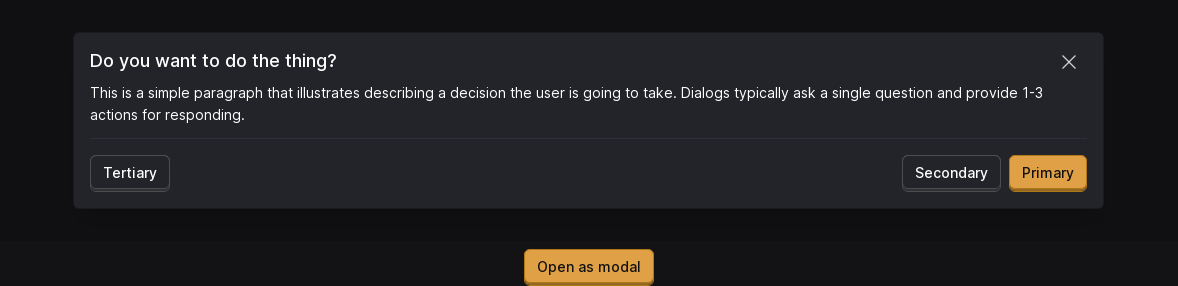 Do you want to do the thing?
This is a simple paragraph that illustrates describing a decision the user is going to take. Dialogs typically ask a single question and provide 1-3
actions for responding.
Tertiary
Secondary
Primary
Open as modal